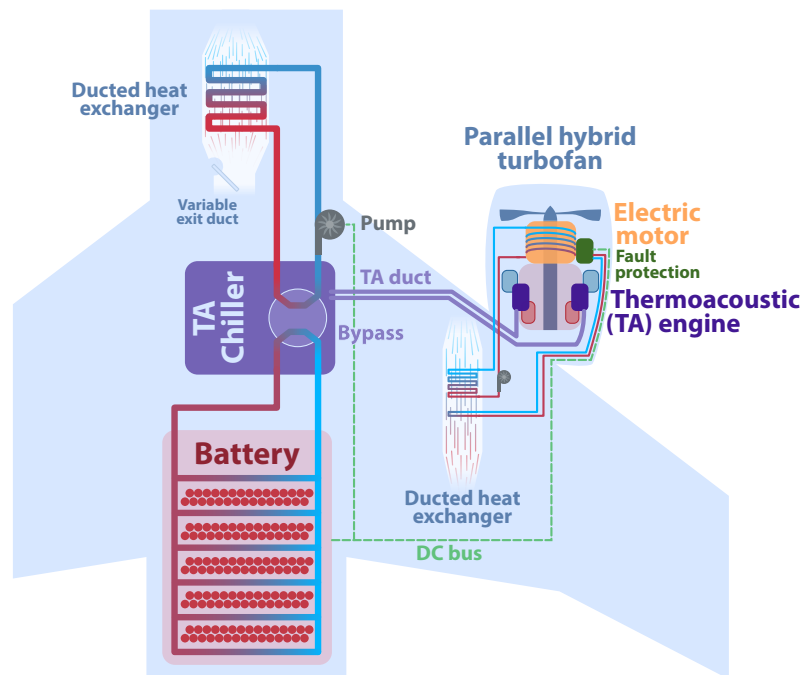 Ducted heat
exchanger
Variable
exit duct
Pump
TA
Chiller
TA duct
Bypass
Parallel hybrid
turbofan
Electric
motor
Fault
protection
Thermoacoustic
(TA) engine
Battery
Ducted heat
exchanger
DC bus